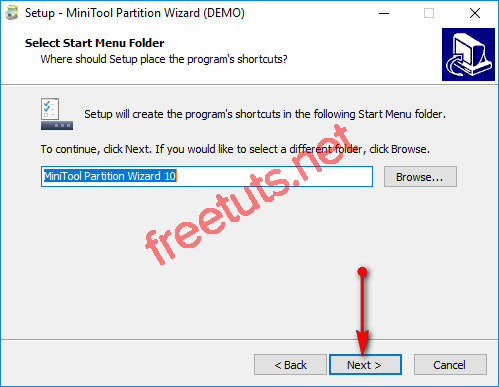 Setup - MiniTool Partition Wizard (DEMO)
Select Start Menu Folder
Where should Setup place the program's shortcuts?
Setup will create the program's shortcuts in the following Start Menu folder.
To continue, click Next. If you would like to select a different folder, click Browse.
MiniTool Partition Wizard 10
Browse...
freetuts.net
< Back
Next >
Cancel